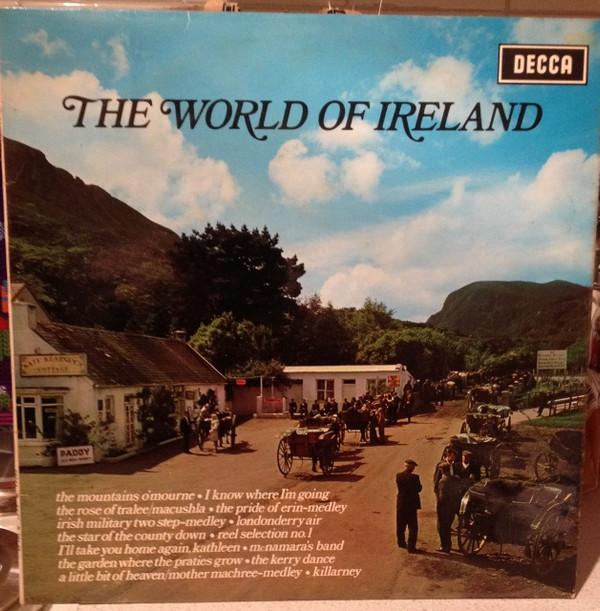 DECCA
THE WORLD OF IRELAND
KATE KEARNEY'S
COTTAGE
PADDY
the mountains o'mourne • I know where I'm going
the rose of tralee/macushla • the pride of erin-medley
irish military two step-medley • londonderry air
the star of the county down • reel selection no.1
I'll take you home again, kathleen • mcnamara's band
the garden where the praties grow • the kerry dance
a little bit of heaven/mother machree-medley • killarney